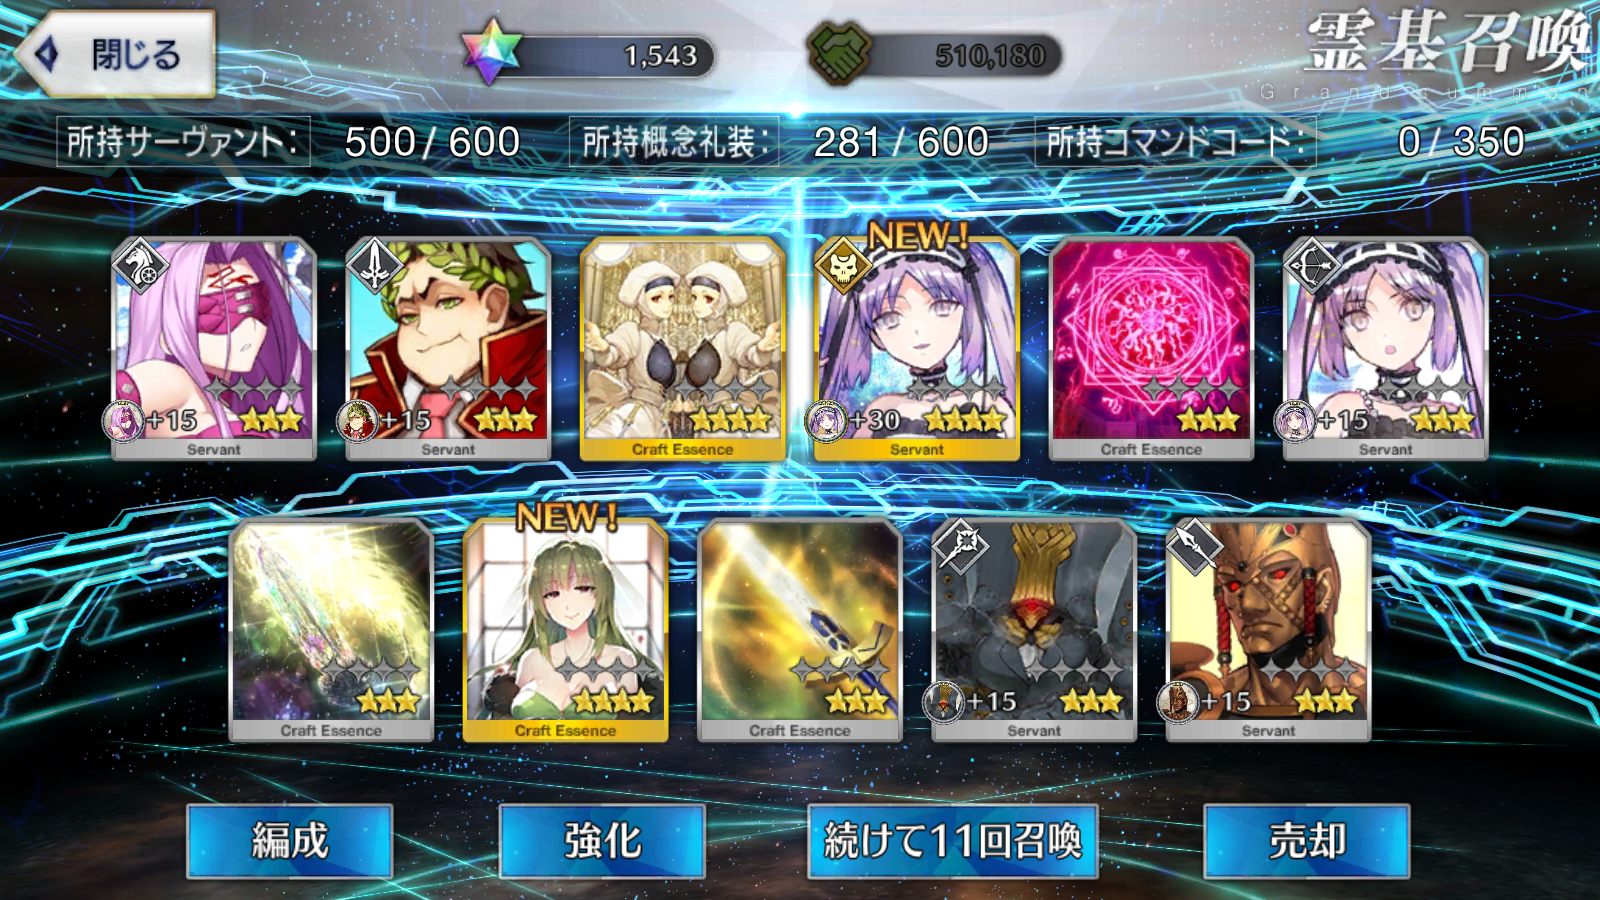 閉じる
1,543
510,180
霊基召喚
Grand summon
所持サーヴァント: 500 / 600
所持概念礼装: 281 / 600
所持コマンドコード: 0 / 350
NEW!
+15
+15
+30
+15
Servant
Servant
Craft Essence
Servant
Craft Essence
Servant
NEW!
+15
+15
Craft Essence
Craft Essence
Craft Essence
Servant
Servant
編成
強化
続けて11回召喚
売却